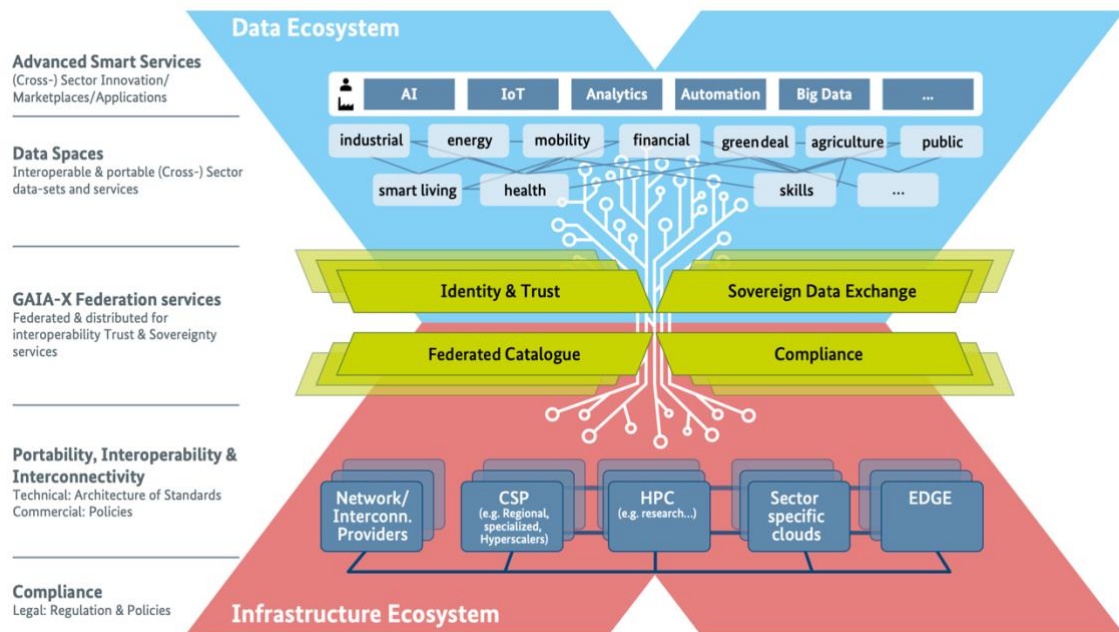 Data Ecosystem
Advanced Smart Services
(Cross-) Sector Innovation/
Marketplaces/Applications
AI
IoT
Analytics
Automation
Big Data
...
Data Spaces
Interoperable & portable (Cross-) Sector
data-sets and services
industrial
energy
mobility
financial
green deal
agriculture
public
smart living
health
skills
...
GAIA-X Federation services
Federated & distributed for
interoperability Trust & Sovereignty
services
Identity & Trust
Sovereign Data Exchange
Federated Catalogue
Compliance
Portability, Interoperability &
Interconnectivity
Technical: Architecture of Standards
Commercial: Policies
Network/
Interconn.
Providers
CSP
(e.g. Regional,
specialized,
Hyperscalers)
HPC
(e.g. research...)
Sector
specific
clouds
EDGE
Compliance
Legal: Regulation & Policies
Infrastructure Ecosystem